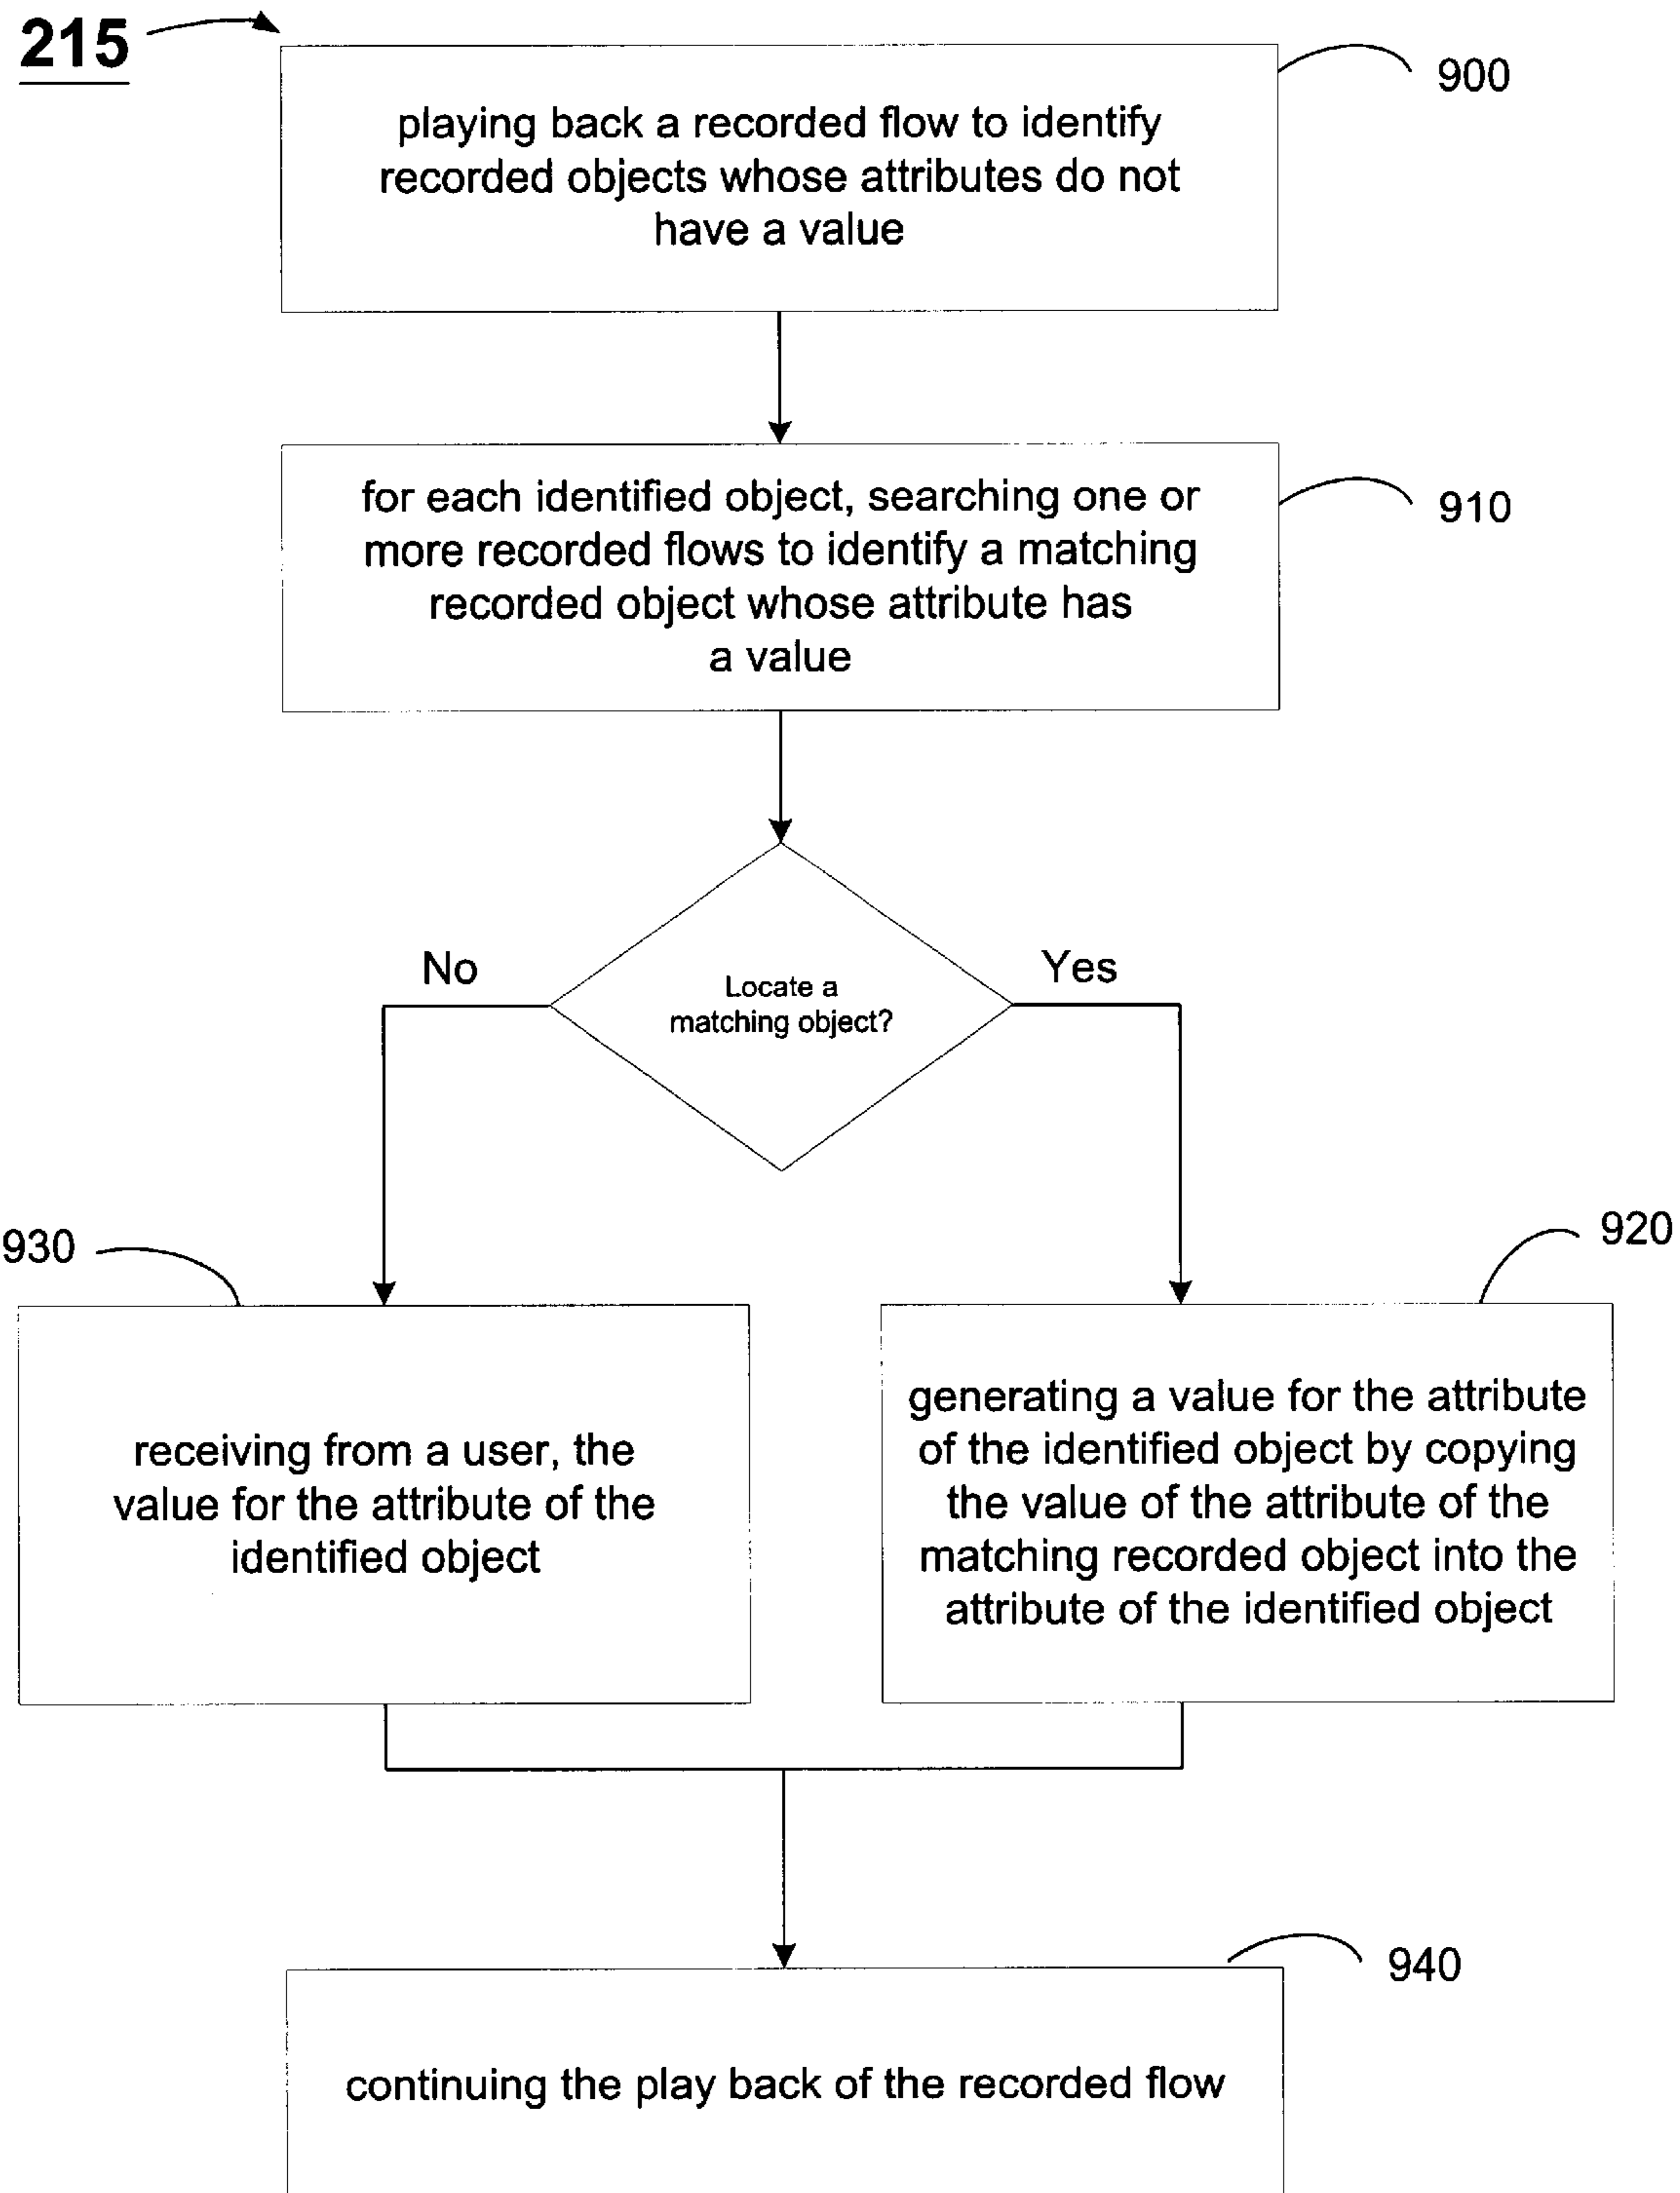 215
900
playing back a recorded flow to identify
recorded objects whose attributes do not
have a value
910
for each identified object, searching one or
more recorded flows to identify a matching
recorded object whose attribute has
a value
No
Yes
Locate a
matching object?
930
920
receiving from a user, the
value for the attribute of the
identified object
generating a value for the attribute
of the identified object by copying
the value of the attribute of the
matching recorded object into the
attribute of the identified object
940
continuing the play back of the recorded flow